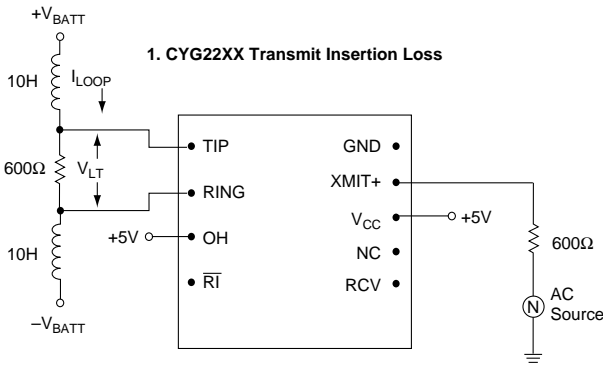 +V_BATT
1. CYG22XX Transmit Insertion Loss
10H
I_LOOP
TIP
GND
600Ω
V_LT
XMIT+
RING
V_CC
+5V
+5V
OH
600Ω
10H
NC
R̅I̅
RCV
N
AC
Source
–V_BATT